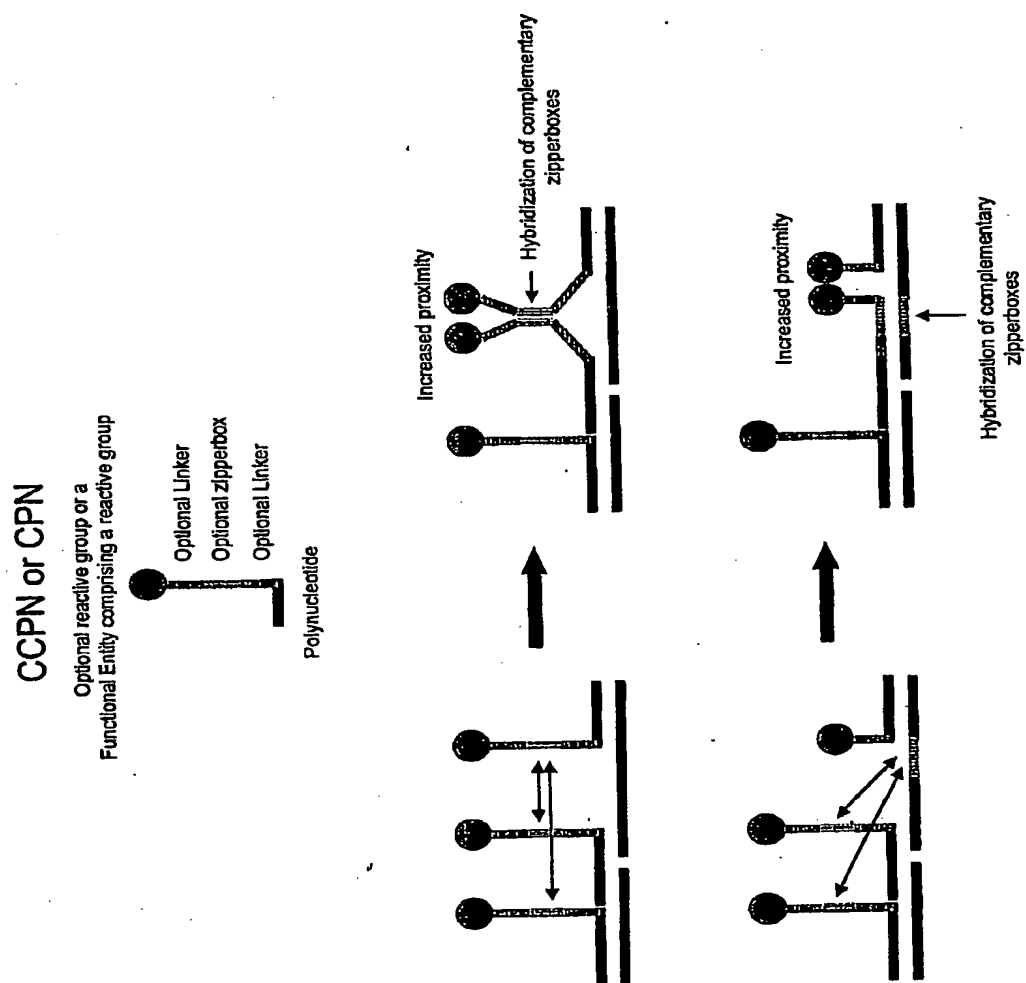 CCPN or CPN
Optional reactive group or a
Functional Entity comprising a reactive group
Optional Linker
Optional zipperbox
Optional Linker
Polynucleotide
Increased proximity
Hybridization of complementary
zipperboxes
Increased proximity
Hybridization of complementary
zipperboxes